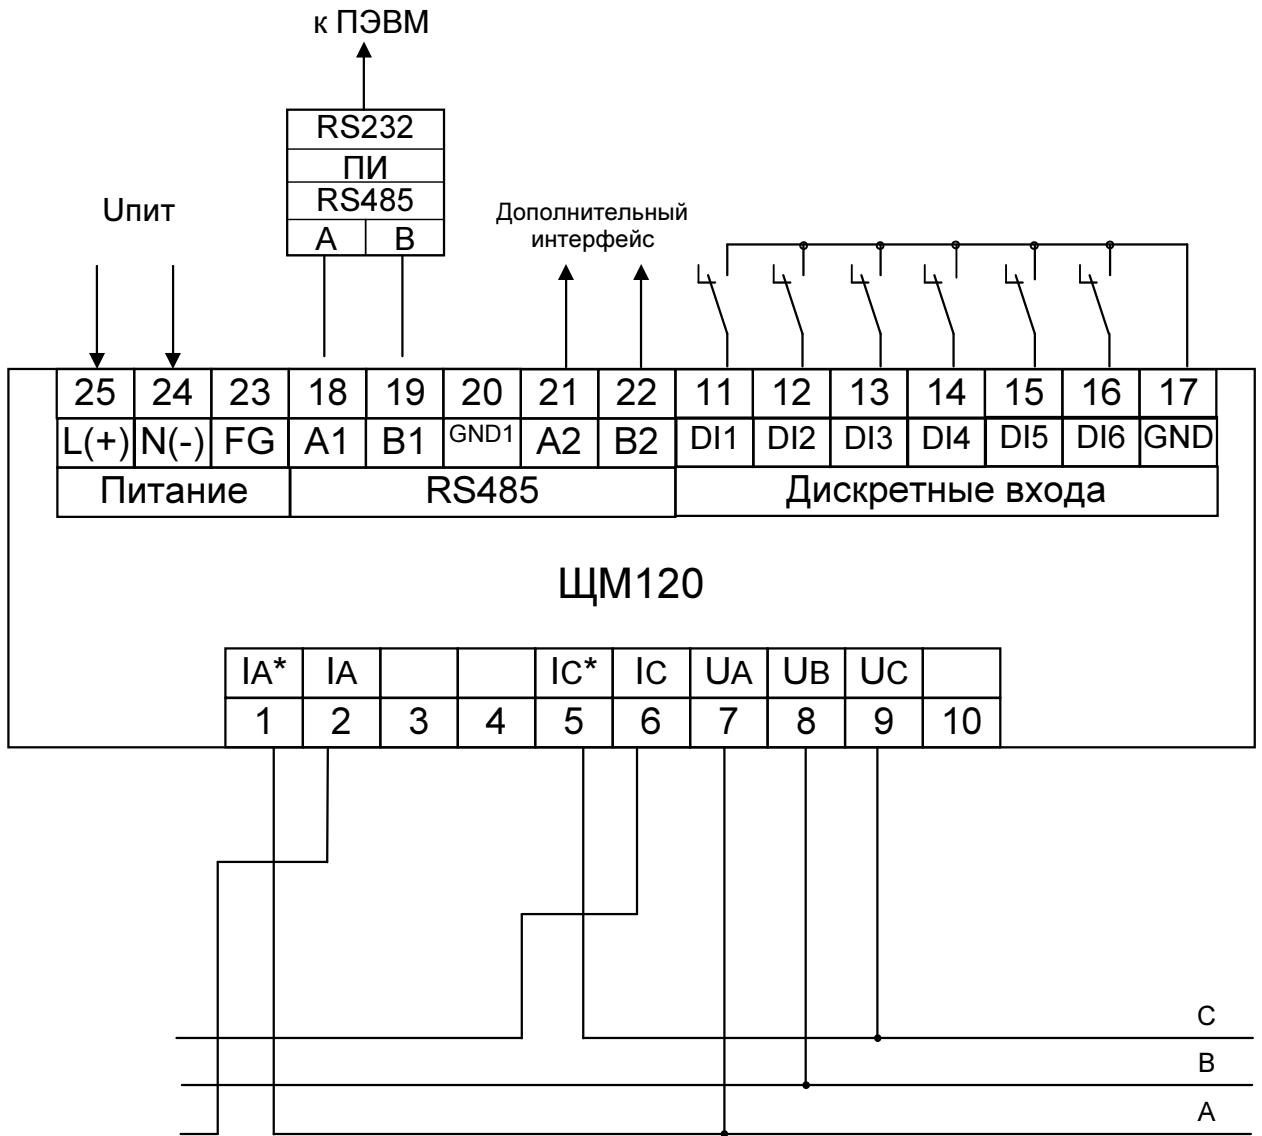 к ПЭВМ
RS232
ПИ
RS485
A B
Uпит
Дополнительный
интерфейс
25 24 23 18 19 20 21 22 11 12 13 14 15 16 17
L(+) N(-) FG A1 B1 GND1 A2 B2 DI1 DI2 DI3 DI4 DI5 DI6 GND
Питание RS485 Дискретные входа
ЩМ120
IA* IA IC* IC UA UB UC
1 2 3 4 5 6 7 8 9 10
C
B
A